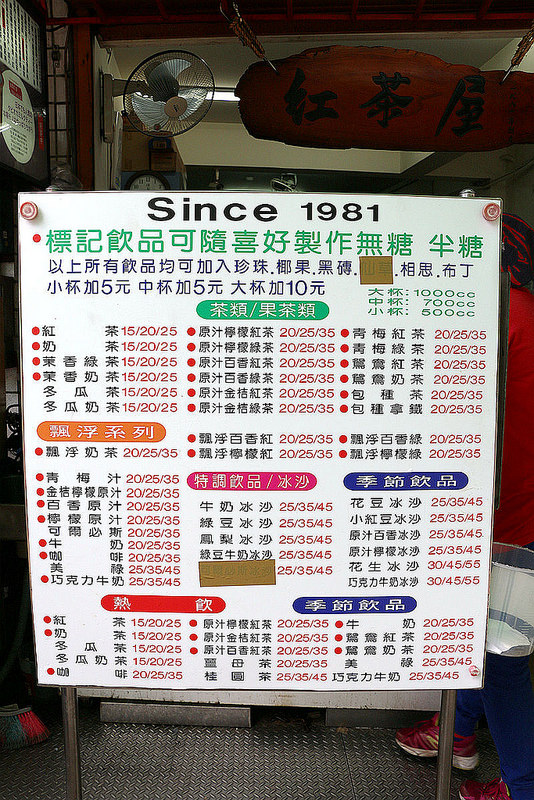 紅茶屋
Since 1981
●標記飲品可隨喜好製作無糖 半糖
以上所有飲品均可加入珍珠.椰果.黑磚. .相思.布丁
小杯加5元 中杯加5元 大杯加10元
大杯:1000cc
中杯: 700cc
小杯: 500cc
茶類/果茶類
●紅茶15/20/25 ●原汁檸檬紅茶 20/25/35 ●青梅紅茶 20/25/35
●奶茶15/20/25 ●原汁檸檬綠茶 20/25/35 ●青梅綠茶 20/25/35
●茉香綠茶15/20/25 ●原汁百香紅茶 20/25/35 ●鴛鴦紅茶 20/25/35
●茉香奶茶15/20/25 ●原汁百香綠茶 20/25/35 ●鴛鴦奶茶 20/25/35
冬瓜茶15/20/25 ●原汁金桔紅茶 20/25/35 ●包種茶 20/25/35
冬瓜奶茶15/20/25 ●原汁金桔綠茶 20/25/35 ●包種拿鐵 20/25/35
飄浮系列
●飄浮百香紅 20/25/35 ●飄浮百香綠 20/25/35
●飄浮奶茶 20/25/35 ●飄浮檸檬紅 20/25/35 ●飄浮檸檬綠 20/25/35
●青梅汁 20/25/35
●金桔檸檬原汁 20/25/35
●百香原汁 20/25/35
●檸檬原汁 20/25/35
可爾必斯 20/25/35
●牛奶 20/25/35
●咖啡 20/25/35
美祿 25/35/45
●巧克力牛奶 25/35/45
特調飲品/冰沙
牛奶冰沙 25/35/45
綠豆冰沙 25/35/45
鳳梨冰沙 25/35/45
綠豆牛奶冰沙 25/35/45
25/35/45
季節飲品
花豆冰沙 25/35/45
小紅豆冰沙 25/35/45
原汁百香冰沙 25/35/45
原汁檸檬冰沙 25/35/45
花生冰沙 30/45/55
巧克力牛奶冰沙 30/45/55
熱飲
●紅茶15/20/25 ●原汁檸檬紅茶 20/25/35
●奶茶15/20/25 ●原汁金桔紅茶 20/25/35
冬瓜茶15/20/25 ●原汁百香紅茶 20/25/35
冬瓜奶茶15/20/25 薑母茶 20/25/35
●咖啡 20/25/35 桂圓茶 25/35/45
季節飲品
●牛奶 20/25/35
●鴛鴦紅茶 20/25/35
●鴛鴦奶茶 20/25/35
美祿 25/35/45
巧克力牛奶 25/35/45